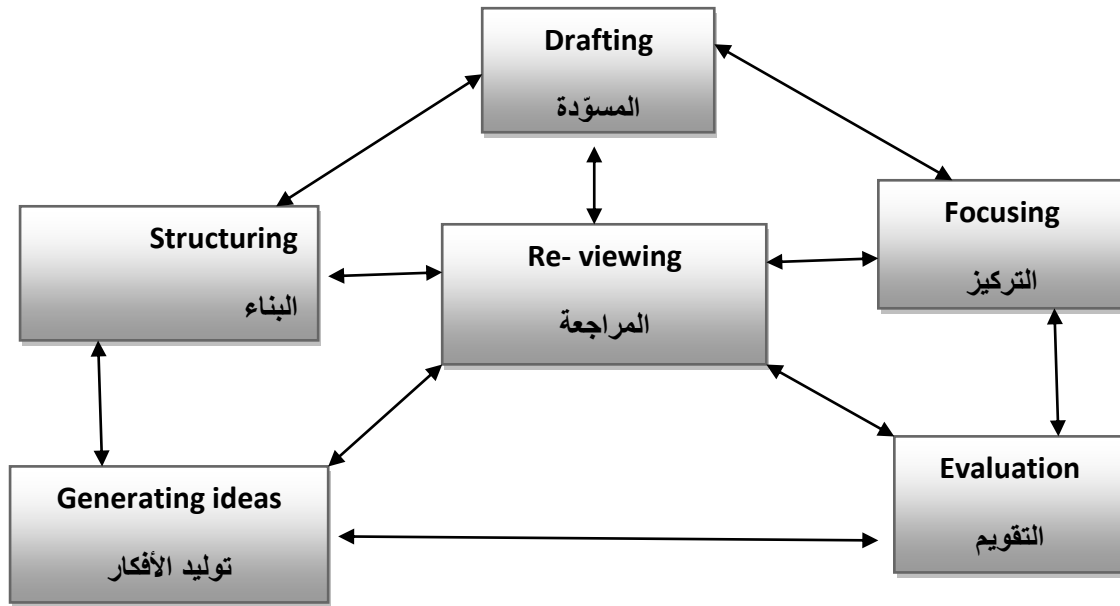 Drafting
المسوّدة
Structuring
البناء
Re- viewing
المراجعة
Focusing
التركيز
Generating ideas
توليد الأفكار
Evaluation
التقويم